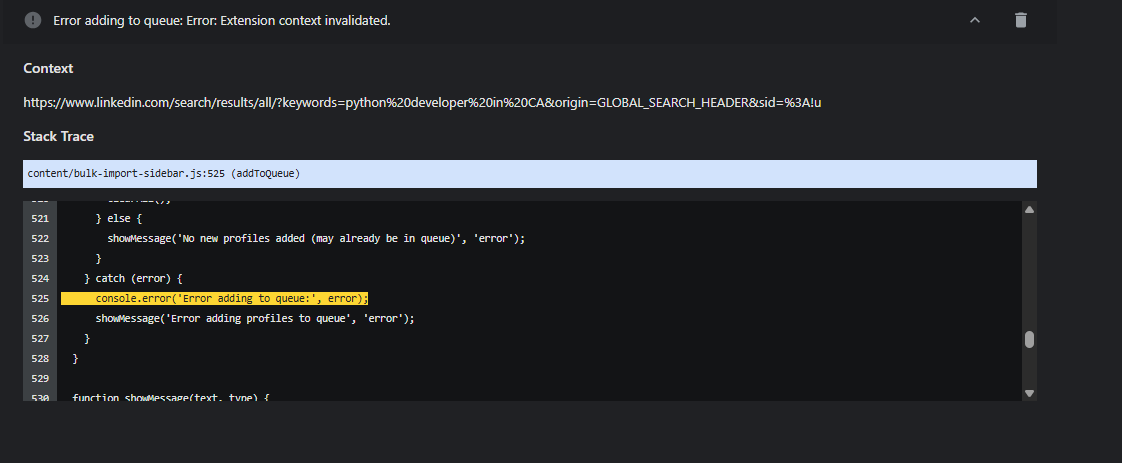 Error adding to queue: Error: Extension context invalidated.
Context
https://www.linkedin.com/search/results/all/?keywords=python%20developer%20in%20CA&origin=GLOBAL_SEARCH_HEADER&sid=%3A!u
Stack Trace
content/bulk-import-sidebar.js:525 (addToQueue)
521 } else {
522 showMessage('No new profiles added (may already be in queue)', 'error');
523 }
524 } catch (error) {
525 console.error('Error adding to queue:', error);
526 showMessage('Error adding profiles to queue', 'error');
527 }
528 }
529
530 function showMessage(text, type) {